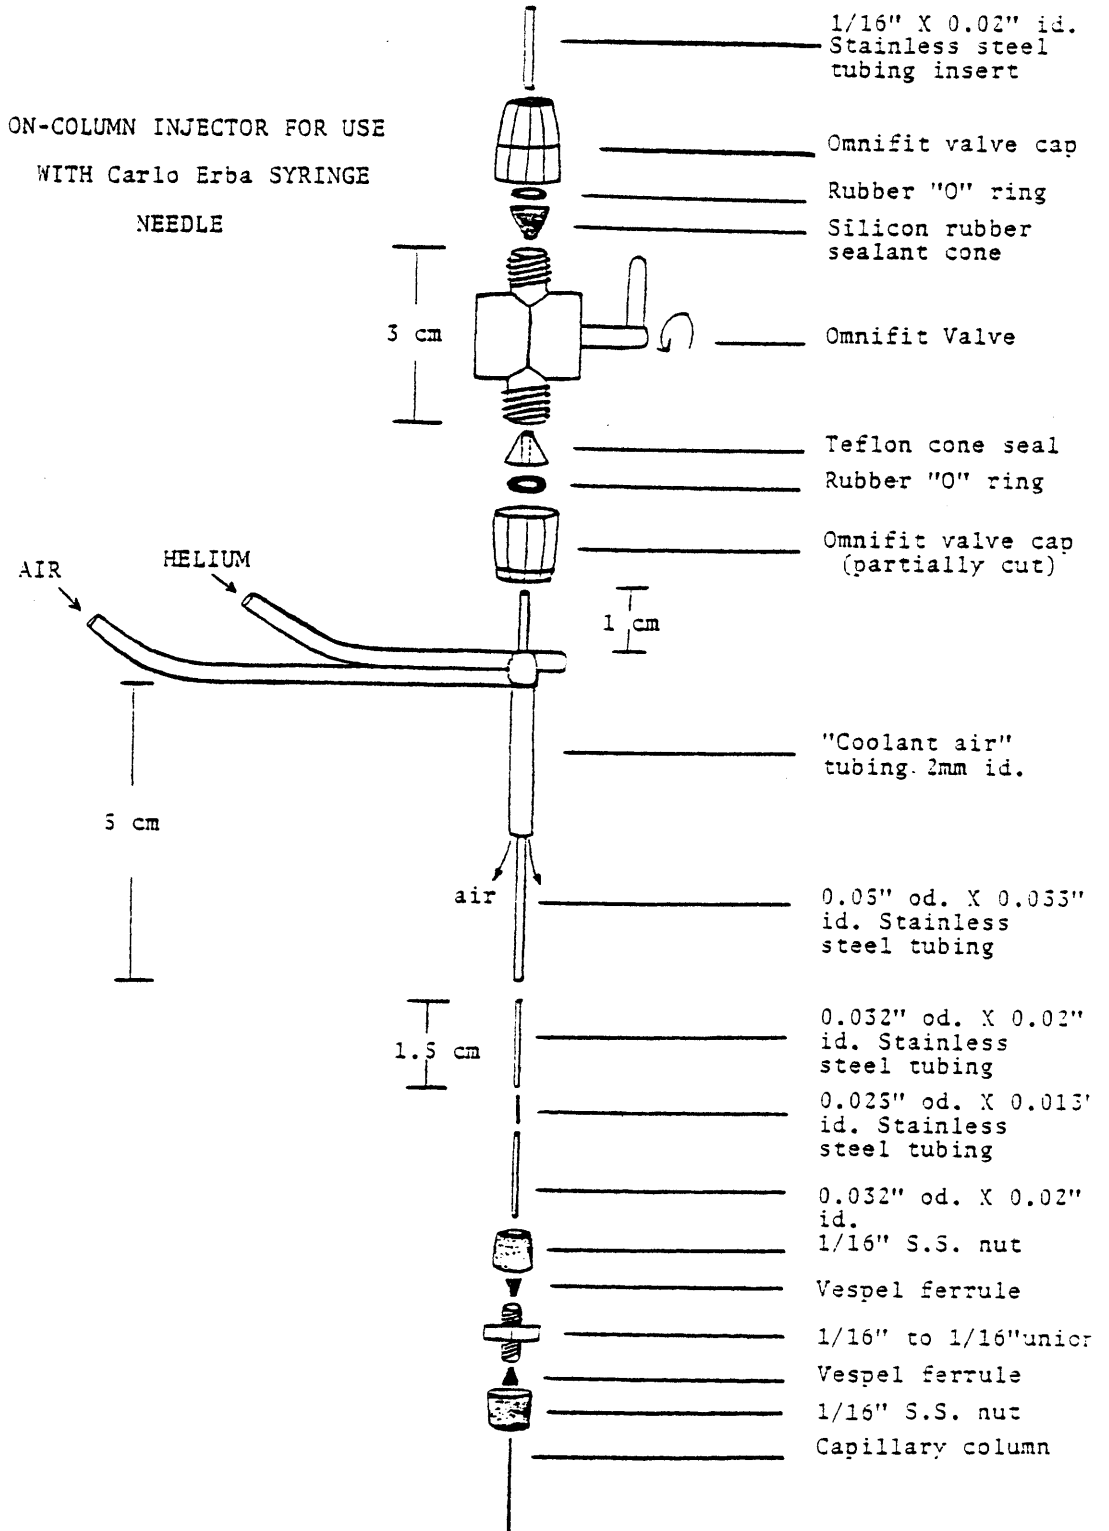 1/16" X 0.02" id.
Stainless steel
tubing insert
ON-COLUMN INJECTOR FOR USE
WITH Carlo Erba SYRINGE
NEEDLE
Omnifit valve cap
Rubber "O" ring
Silicon rubber
sealant cone
3 cm
Omnifit Valve
Teflon cone seal
Rubber "O" ring
Omnifit valve cap
(partially cut)
HELIUM
AIR
1 cm
"Coolant air"
tubing 2mm id.
5 cm
air
0.05" od. X 0.033"
id. Stainless
steel tubing
0.032" od. X 0.02"
id. Stainless
steel tubing
1.5 cm
0.025" od. X 0.013"
id. Stainless
steel tubing
0.032" od. X 0.02"
id.
1/16" S.S. nut
Vespel ferrule
1/16" to 1/16"union
Vespel ferrule
1/16" S.S. nut
Capillary column